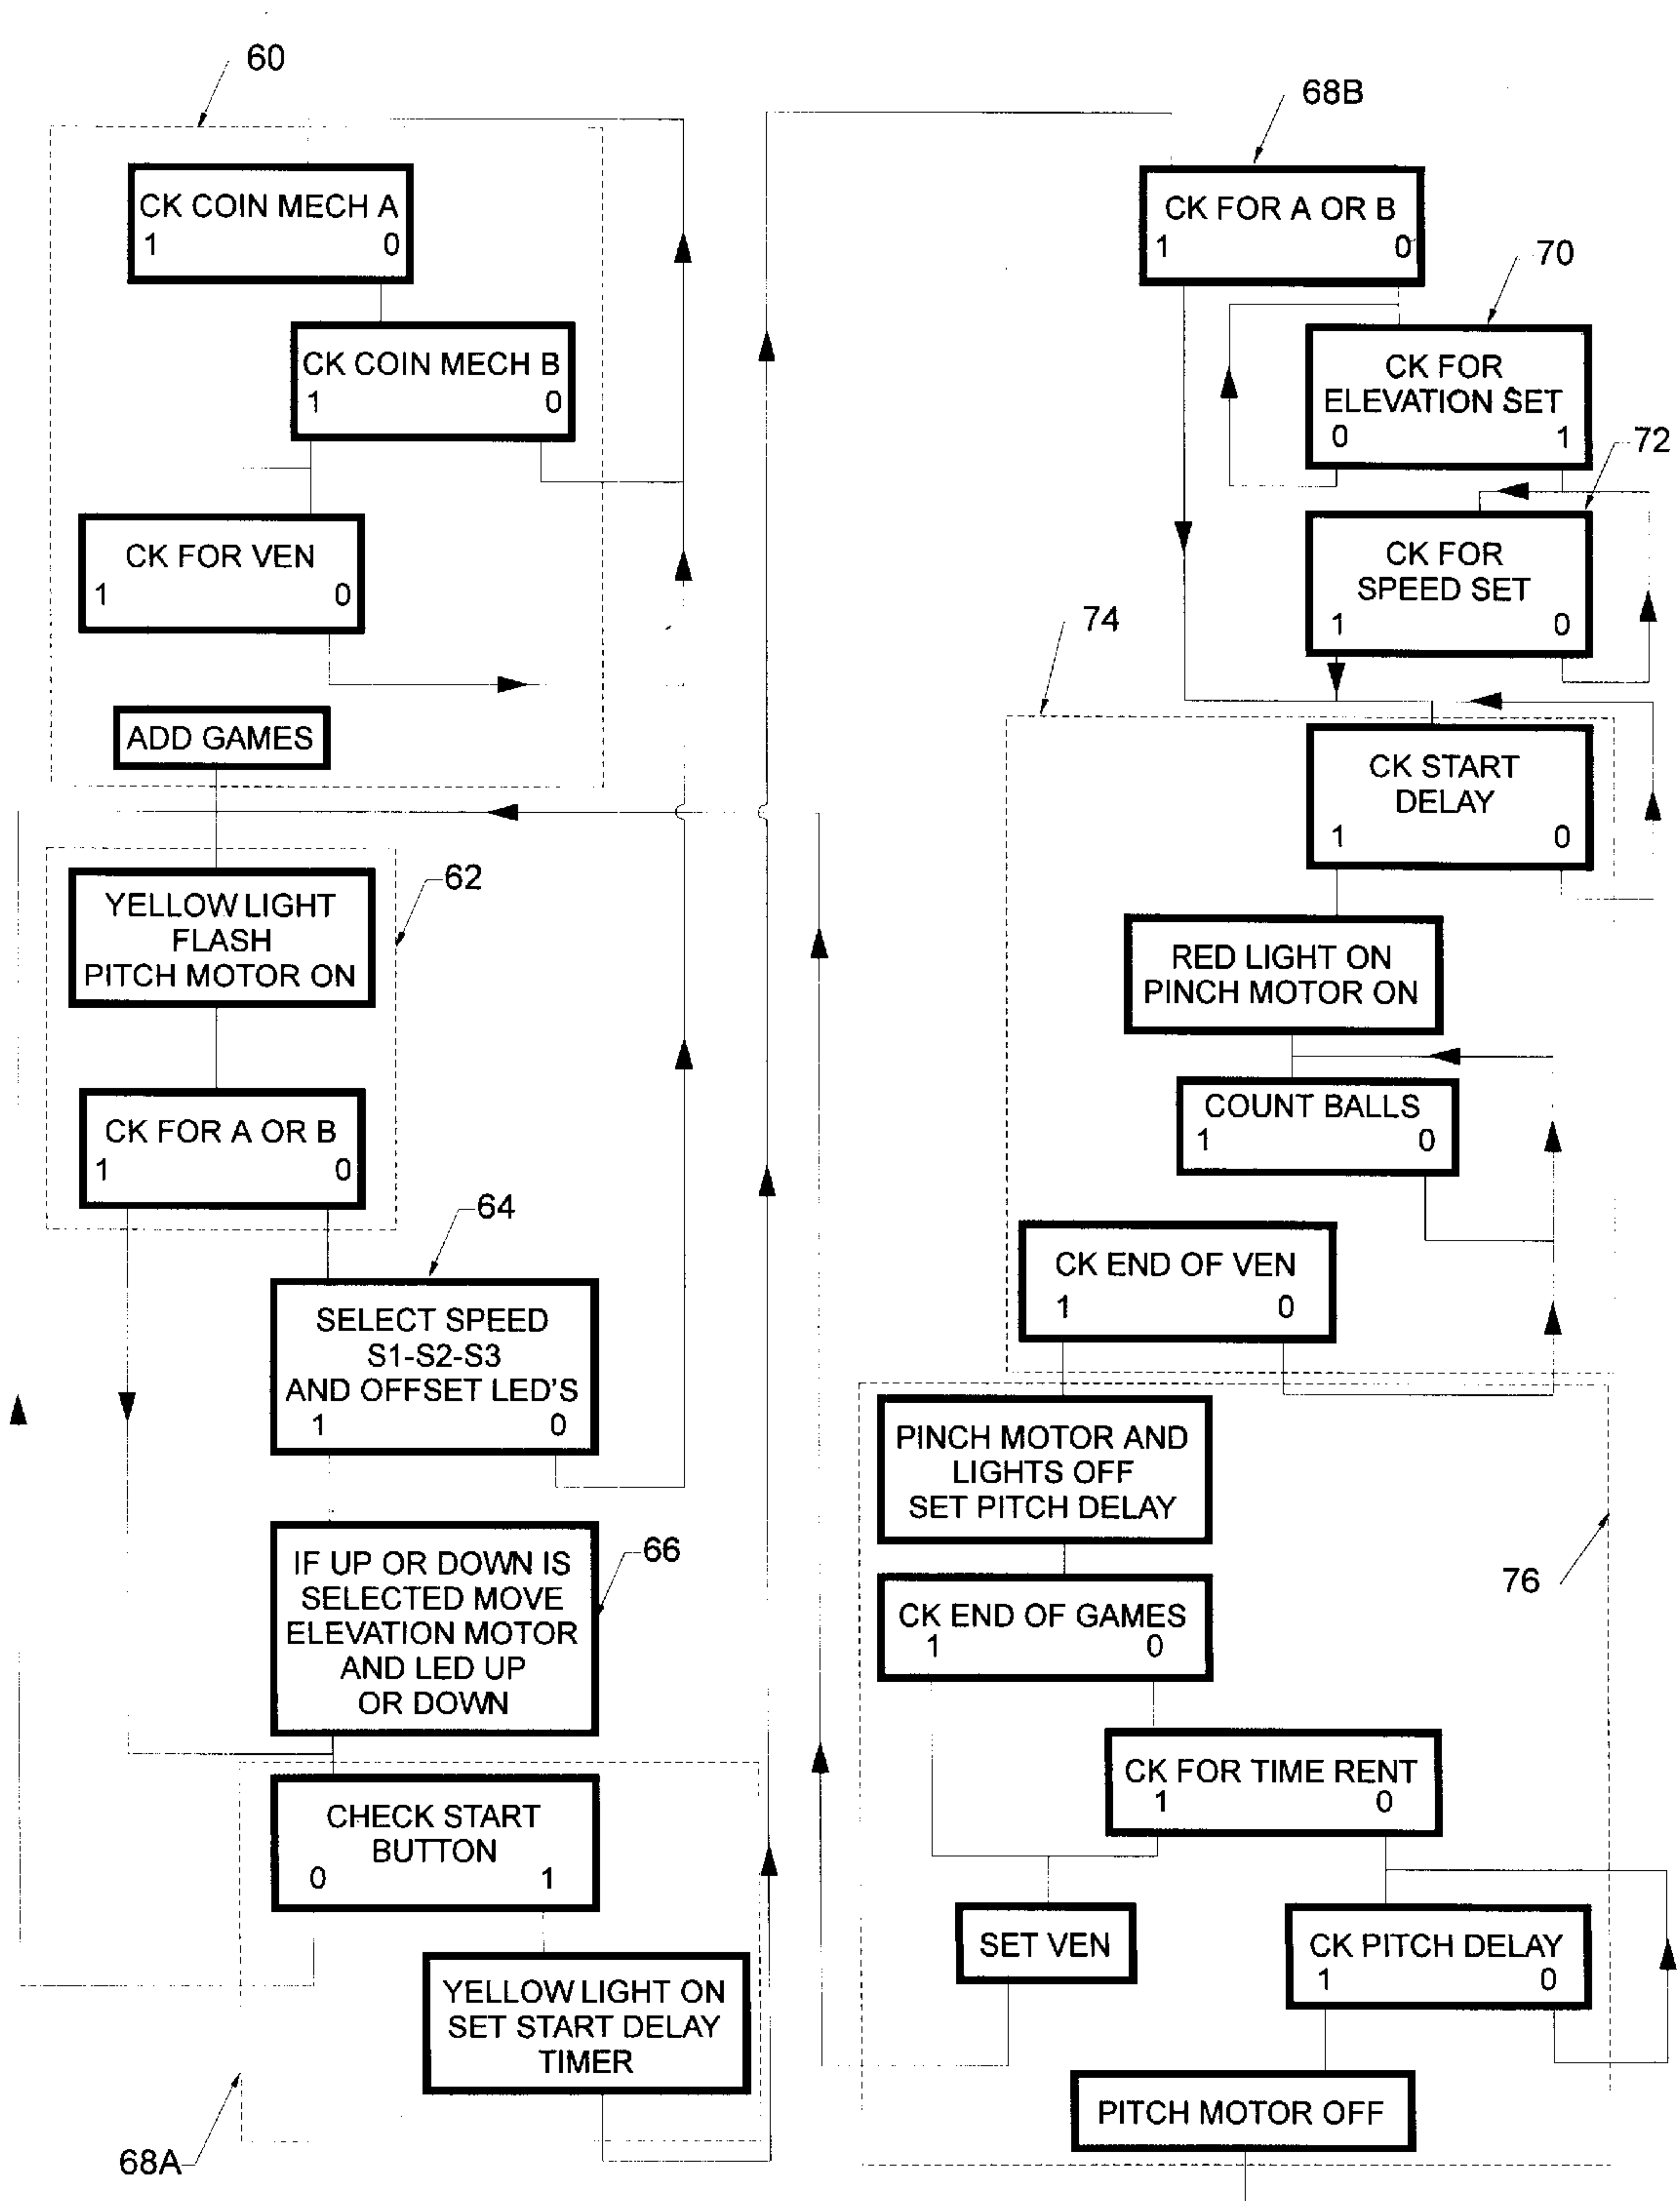 60
CK COIN MECH A
1 0
CK COIN MECH B
1 0
CK FOR VEN
1 0
ADD GAMES
62
YELLOW LIGHT
FLASH
PITCH MOTOR ON
CK FOR A OR B
1 0
64
SELECT SPEED
S1-S2-S3
AND OFFSET LED'S
1 0
66
IF UP OR DOWN IS
SELECTED MOVE
ELEVATION MOTOR
AND LED UP
OR DOWN
CHECK START
BUTTON
0 1
YELLOW LIGHT ON
SET START DELAY
TIMER
68A
68B
CK FOR A OR B
1 0
70
CK FOR
ELEVATION SET
0 1
72
CK FOR
SPEED SET
1 0
74
CK START
DELAY
1 0
RED LIGHT ON
PINCH MOTOR ON
COUNT BALLS
1 0
CK END OF VEN
1 0
PINCH MOTOR AND
LIGHTS OFF
SET PITCH DELAY
76
CK END OF GAMES
1 0
CK FOR TIME RENT
1 0
SET VEN
CK PITCH DELAY
1 0
PITCH MOTOR OFF